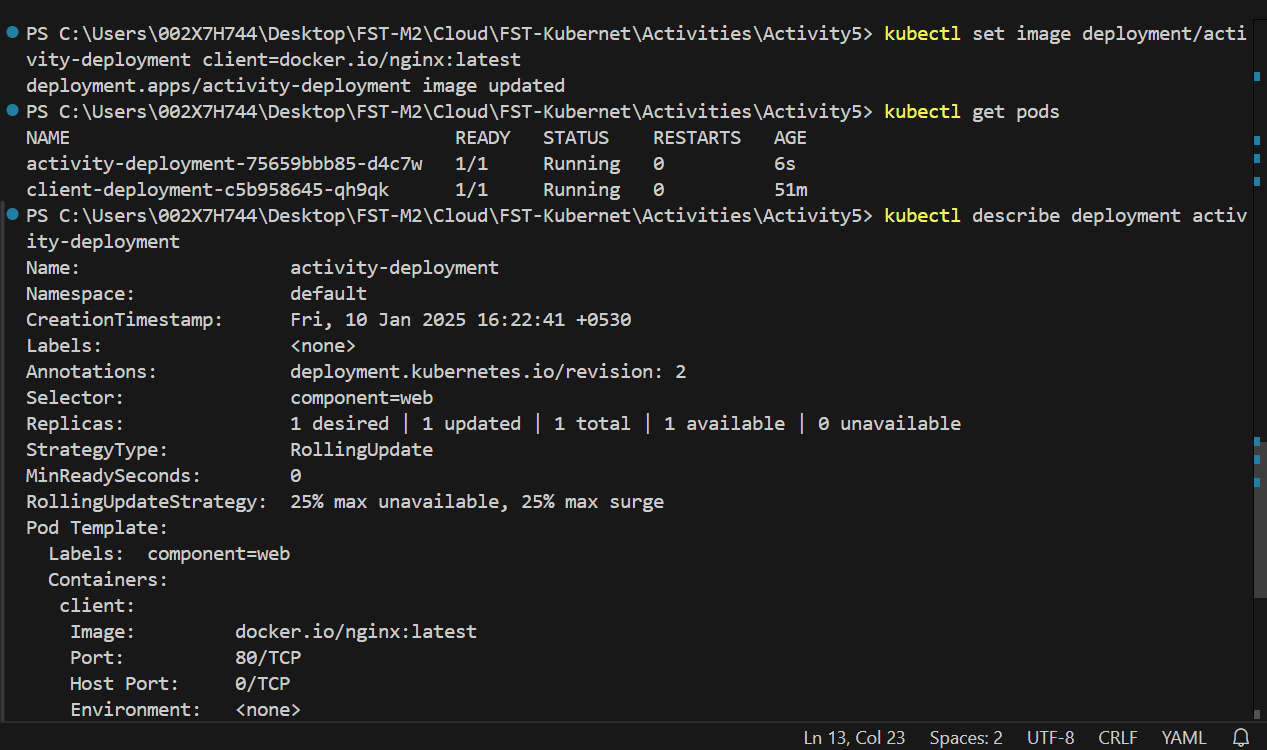 PS C:\Users\002X7H744\Desktop\FST-M2\Cloud\FST-Kubernet\Activities\Activity5> kubectl set image deployment/acti
vity-deployment client=docker.io/nginx:latest
deployment.apps/activity-deployment image updated
PS C:\Users\002X7H744\Desktop\FST-M2\Cloud\FST-Kubernet\Activities\Activity5> kubectl get pods
NAME                                   READY   STATUS    RESTARTS   AGE
activity-deployment-75659bbb85-d4c7w   1/1     Running   0          6s
client-deployment-c5b958645-qh9qk      1/1     Running   0          51m
PS C:\Users\002X7H744\Desktop\FST-M2\Cloud\FST-Kubernet\Activities\Activity5> kubectl describe deployment activ
ity-deployment
Name:                   activity-deployment
Namespace:              default
CreationTimestamp:      Fri, 10 Jan 2025 16:22:41 +0530
Labels:                 <none>
Annotations:            deployment.kubernetes.io/revision: 2
Selector:               component=web
Replicas:               1 desired | 1 updated | 1 total | 1 available | 0 unavailable
StrategyType:           RollingUpdate
MinReadySeconds:        0
RollingUpdateStrategy:  25% max unavailable, 25% max surge
Pod Template:
  Labels:  component=web
  Containers:
   client:
    Image:         docker.io/nginx:latest
    Port:          80/TCP
    Host Port:     0/TCP
    Environment:   <none>
Ln 13, Col 23   Spaces: 2   UTF-8   CRLF   YAML